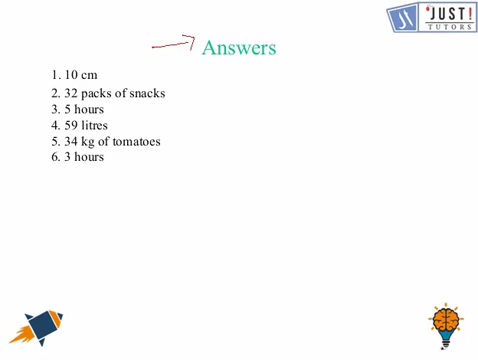 JUST!
TUTORS
Answers
1. 10 cm
2. 32 packs of snacks
3. 5 hours
4. 59 litres
5. 34 kg of tomatoes
6. 3 hours